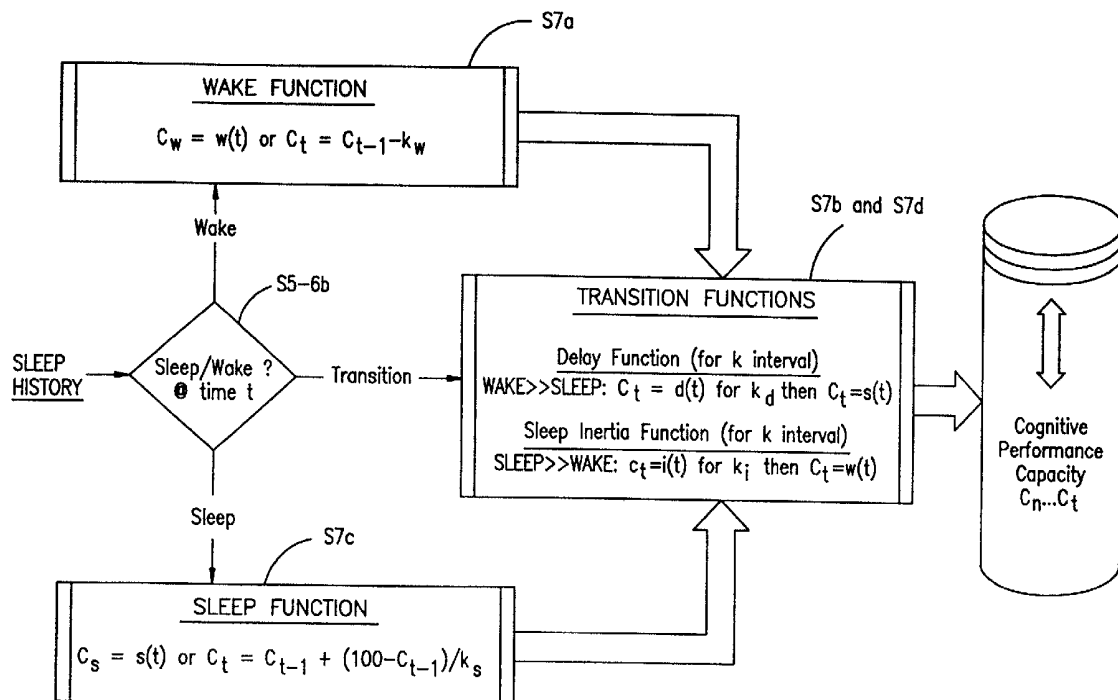 S7a
WAKE FUNCTION
C_w = w(t) or C_t = C_{t-1}-k_w
Wake
S7b and S7d
S5-6b
SLEEP
HISTORY
Sleep/Wake ?
@ time t
Transition
TRANSITION FUNCTIONS
Delay Function (for k interval)
WAKE>>SLEEP: C_t = d(t) for k_d then C_t=s(t)
Sleep Inertia Function (for k interval)
SLEEP>>WAKE: c_t=i(t) for k_i then C_t=w(t)
Cognitive
Performance
Capacity
C_n...C_t
Sleep
S7c
SLEEP FUNCTION
C_s = s(t) or C_t = C_{t-1} + (100-C_{t-1})/k_s